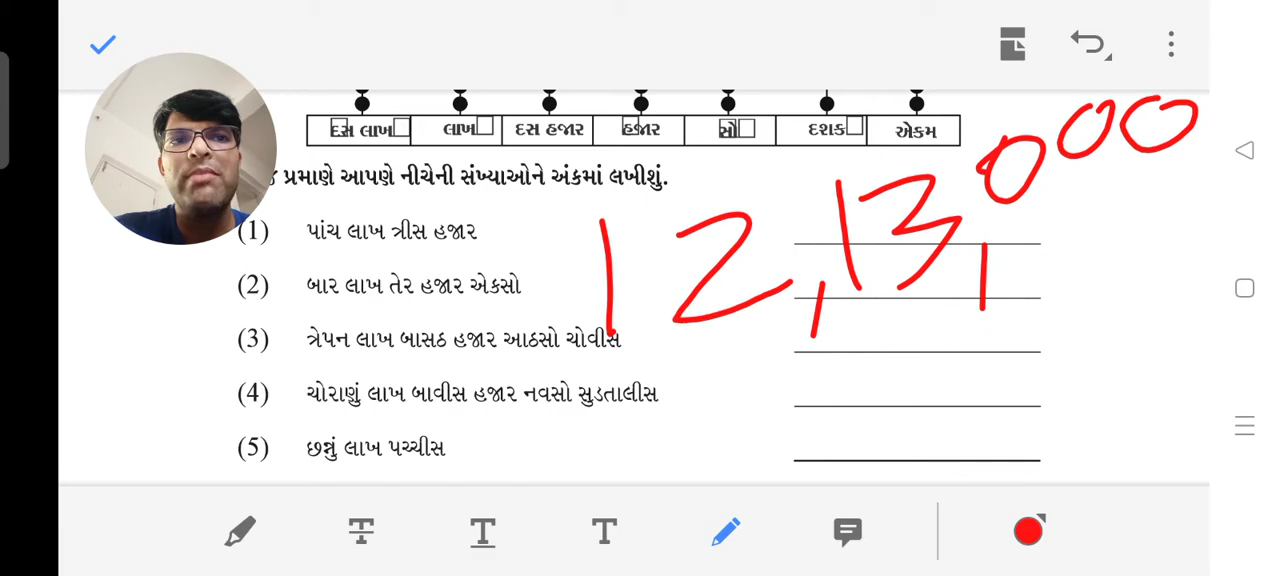 દસ લાખ લાખ દસ હજાર હજાર સો દશક એકમ
પ્રમાણે આપણે નીચેની સંખ્યાઓને અંકમાં લખીશું.
(1) પાંચ લાખ ત્રીસ હજાર
(2) બાર લાખ તેર હજાર એકસો
(3) ત્રેપન લાખ બાસઠ હજાર આઠસો ચોવીસ
(4) ચોરાણું લાખ બાવીસ હજાર નવસો સુડતાલીસ
(5) છન્નું લાખ પચ્ચીસ
12,13,000
T T T